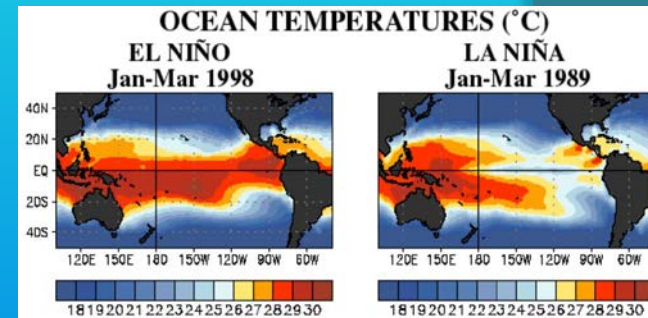 OCEAN TEMPERATURES (˚C)
EL NIÑO
Jan-Mar 1998
LA NIÑA
Jan-Mar 1989
40N
20N
EQ
20S
40S
120E 150E 180 150W 120W 90W 60W
120E 150E 180 150W 120W 90W 60W
18 19 20 21 22 23 24 25 26 27 28 29 30
18 19 20 21 22 23 24 25 26 27 28 29 30